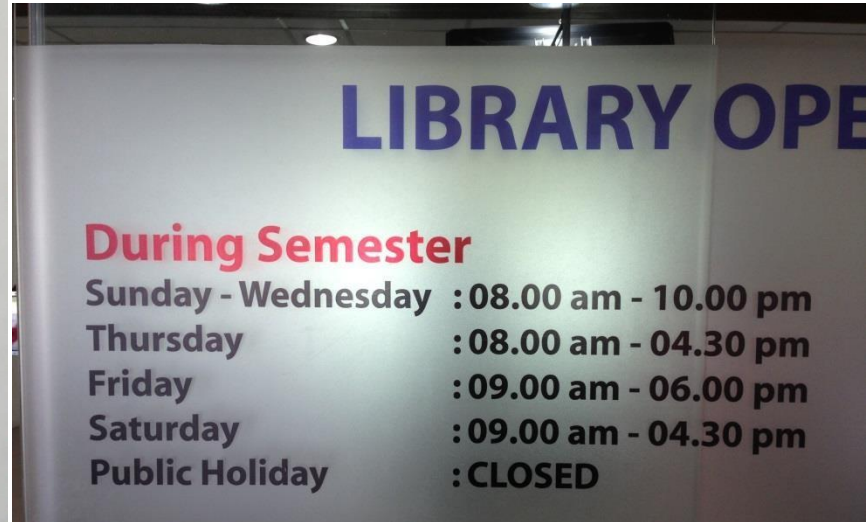 LIBRARY OPE
During Semester
Sunday - Wednesday : 08.00 am - 10.00 pm
Thursday : 08.00 am - 04.30 pm
Friday : 09.00 am - 06.00 pm
Saturday : 09.00 am - 04.30 pm
Public Holiday : CLOSED